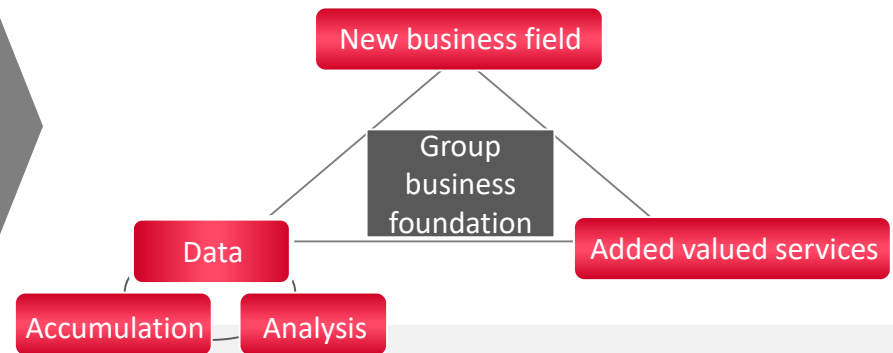 New business field
Group
business
foundation
Data
Added valued services
Accumulation
Analysis